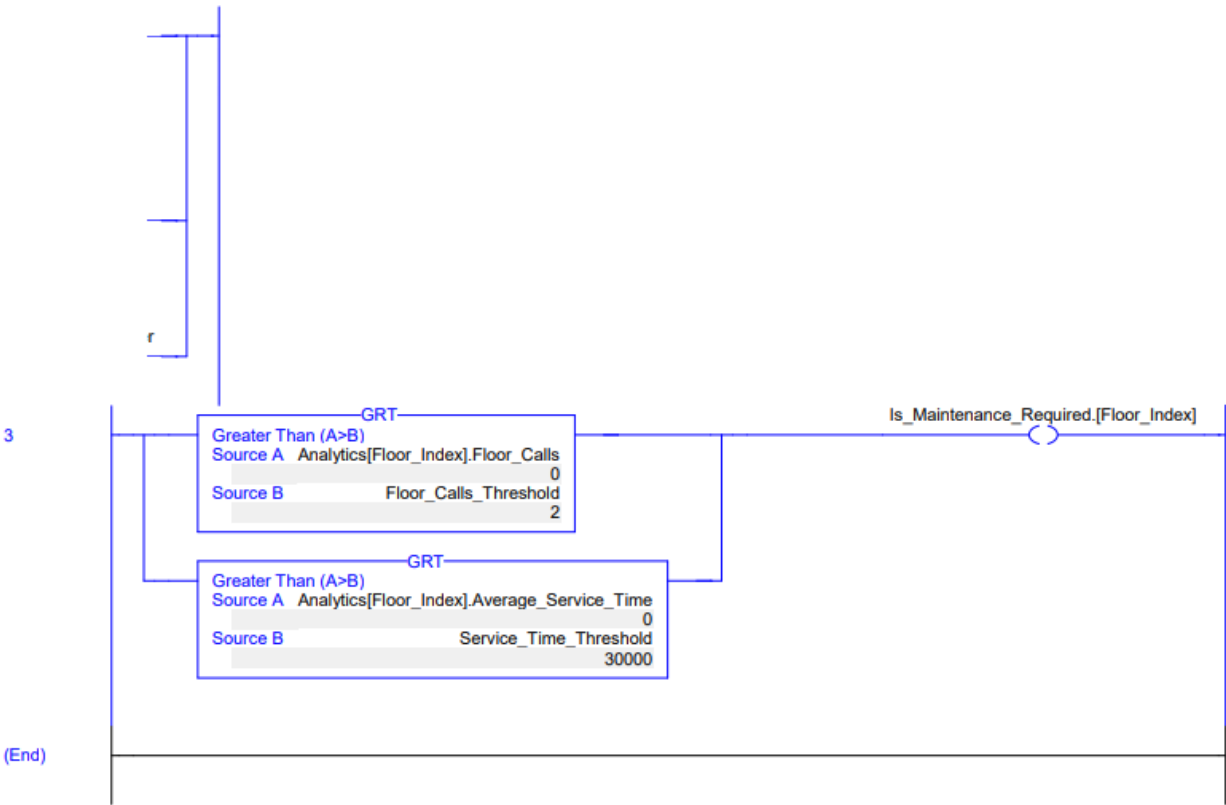 r
3
GRT
Is_Maintenance_Required.[Floor_Index]
Greater Than (A>B)
Source A Analytics[Floor_Index].Floor_Calls
0
Source B Floor_Calls_Threshold
2
GRT
Greater Than (A>B)
Source A Analytics[Floor_Index].Average_Service_Time
0
Source B Service_Time_Threshold
30000
(End)